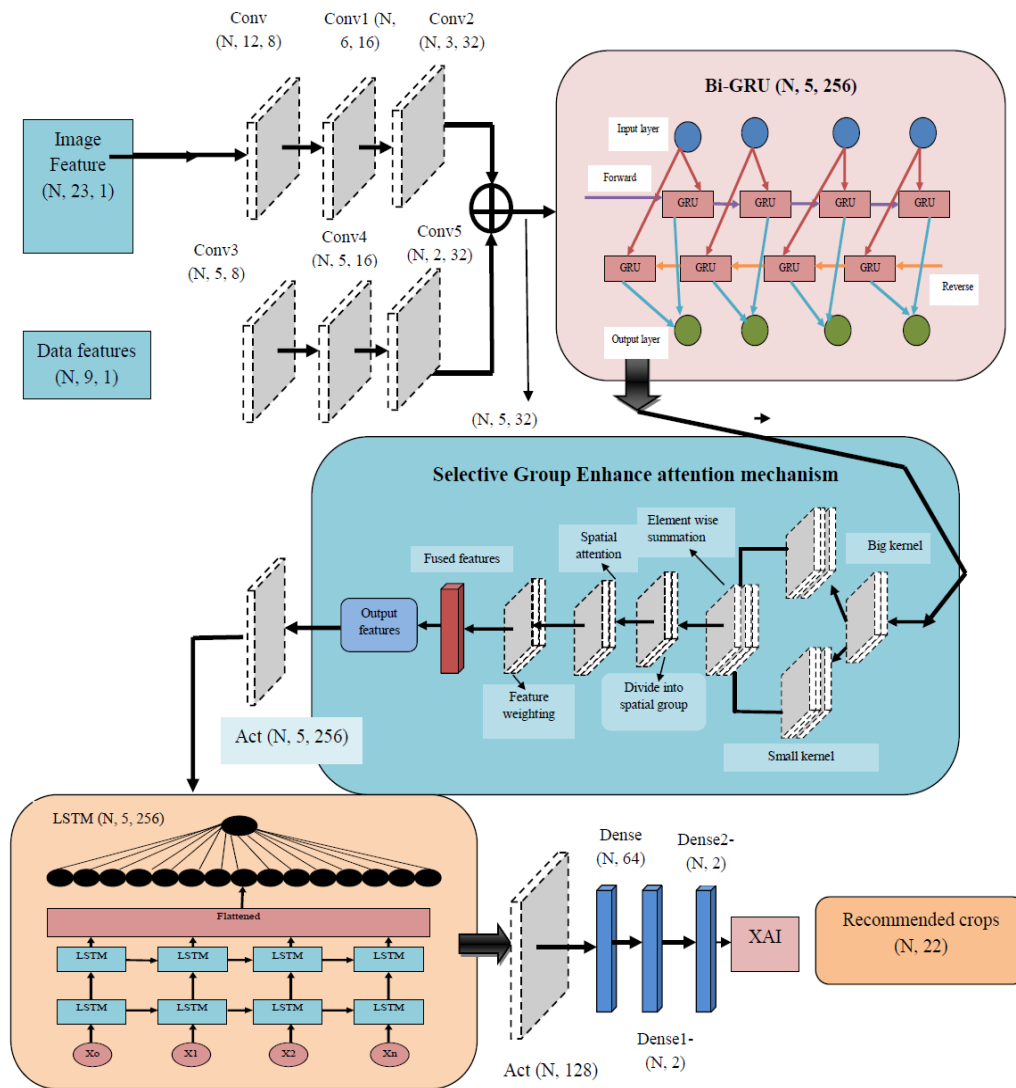 Conv
(N, 12, 8)
Conv1 (N,
6, 16)
Conv2
(N, 3, 32)
Image
Feature
(N, 23, 1)
Conv3
(N, 5, 8)
Conv4
(N, 5, 16)
Conv5
(N, 2, 32)
Data features
(N, 9, 1)
(N, 5, 32)
Bi-GRU (N, 5, 256)
Input layer
Forward
GRU
GRU
GRU
GRU
GRU
GRU
GRU
GRU
Reverse
Output layer
Selective Group Enhance attention mechanism
Big kernel
Element wise
summation
Spatial
attention
Fused features
Output
features
Feature
weighting
Divide into
spatial group
Small kernel
Act (N, 5, 256)
LSTM (N, 5, 256)
Flattened
LSTM
LSTM
LSTM
LSTM
LSTM
LSTM
LSTM
LSTM
Xo
X1
X2
Xn
Act (N, 128)
Dense
(N, 64)
Dense1-
(N, 2)
Dense2-
(N, 2)
XAI
Recommended crops
(N, 22)